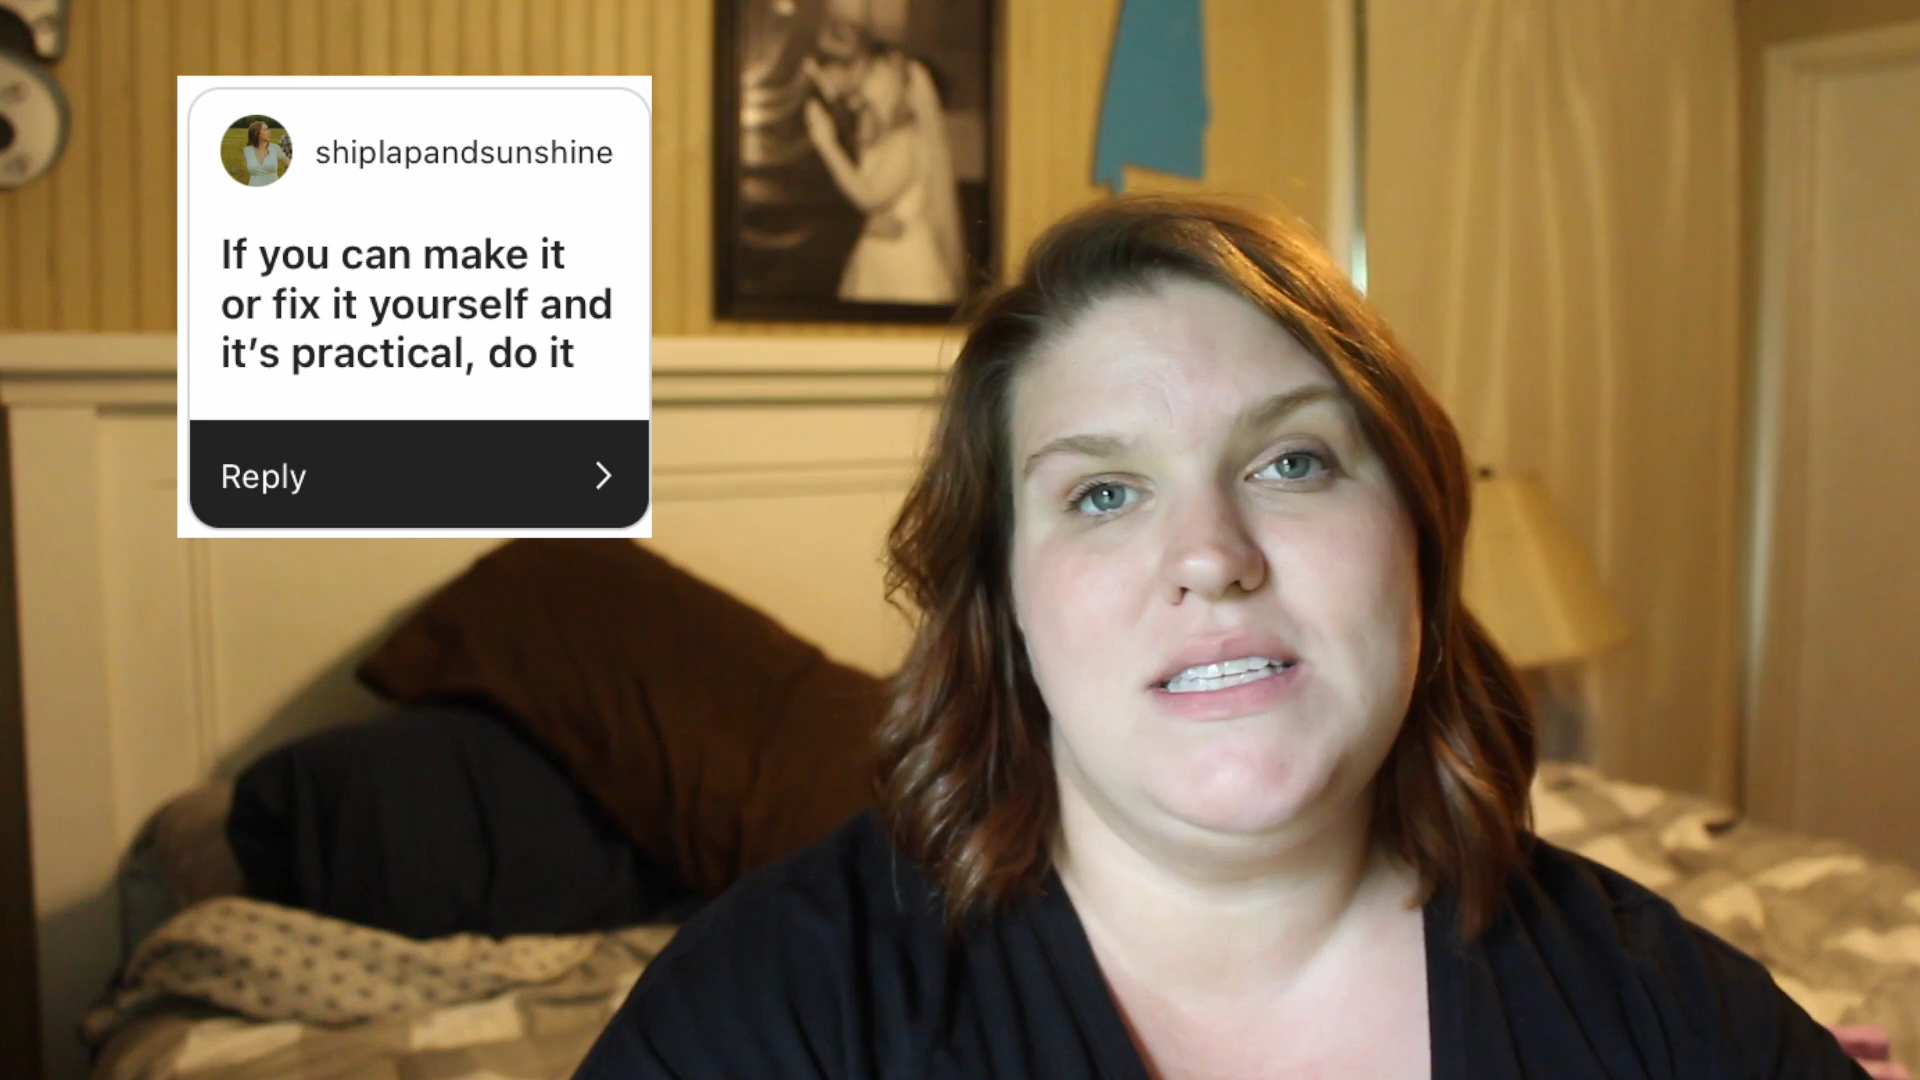 shiplapandsunshine
If you can make it
or fix it yourself and
it's practical, do it
Reply